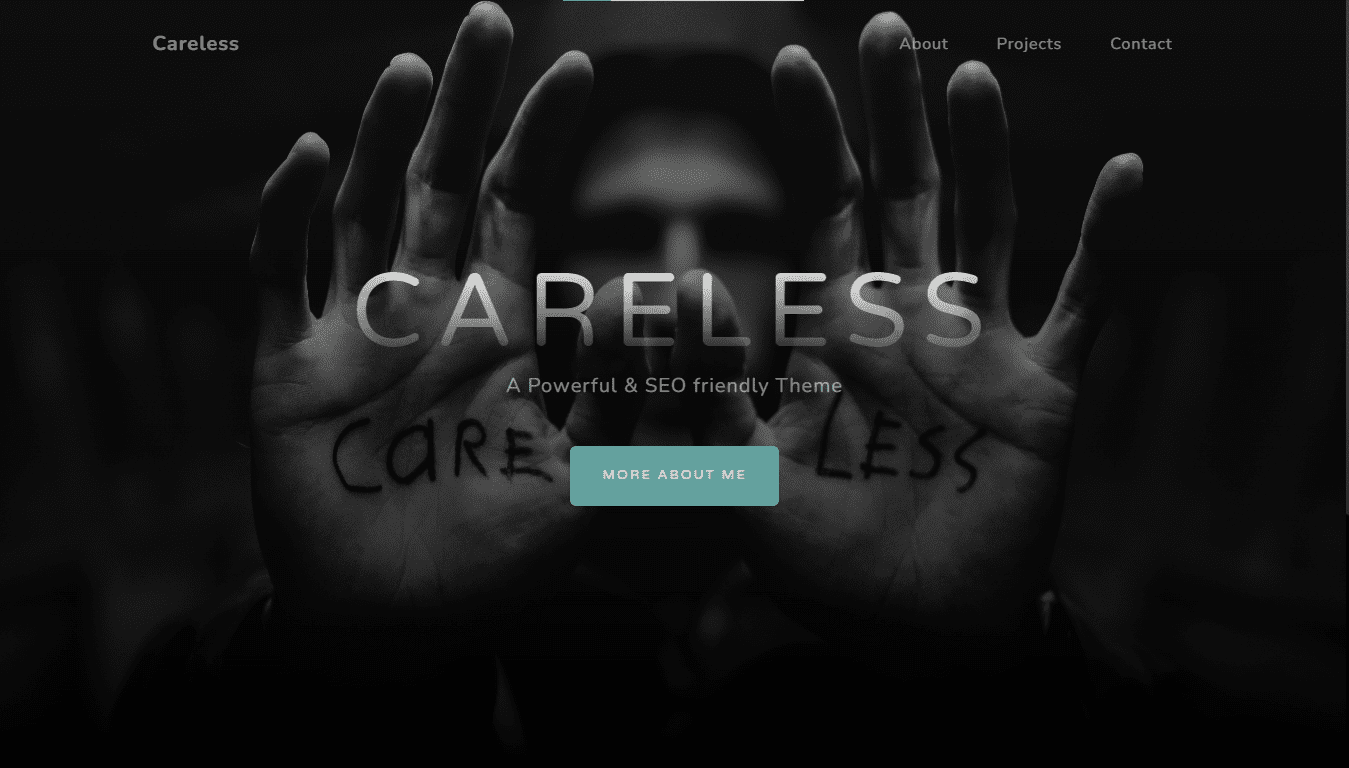 Careless
About Projects Contact
CARELESS
A Powerful & SEO friendly Theme
CaRE LESS
MORE ABOUT ME